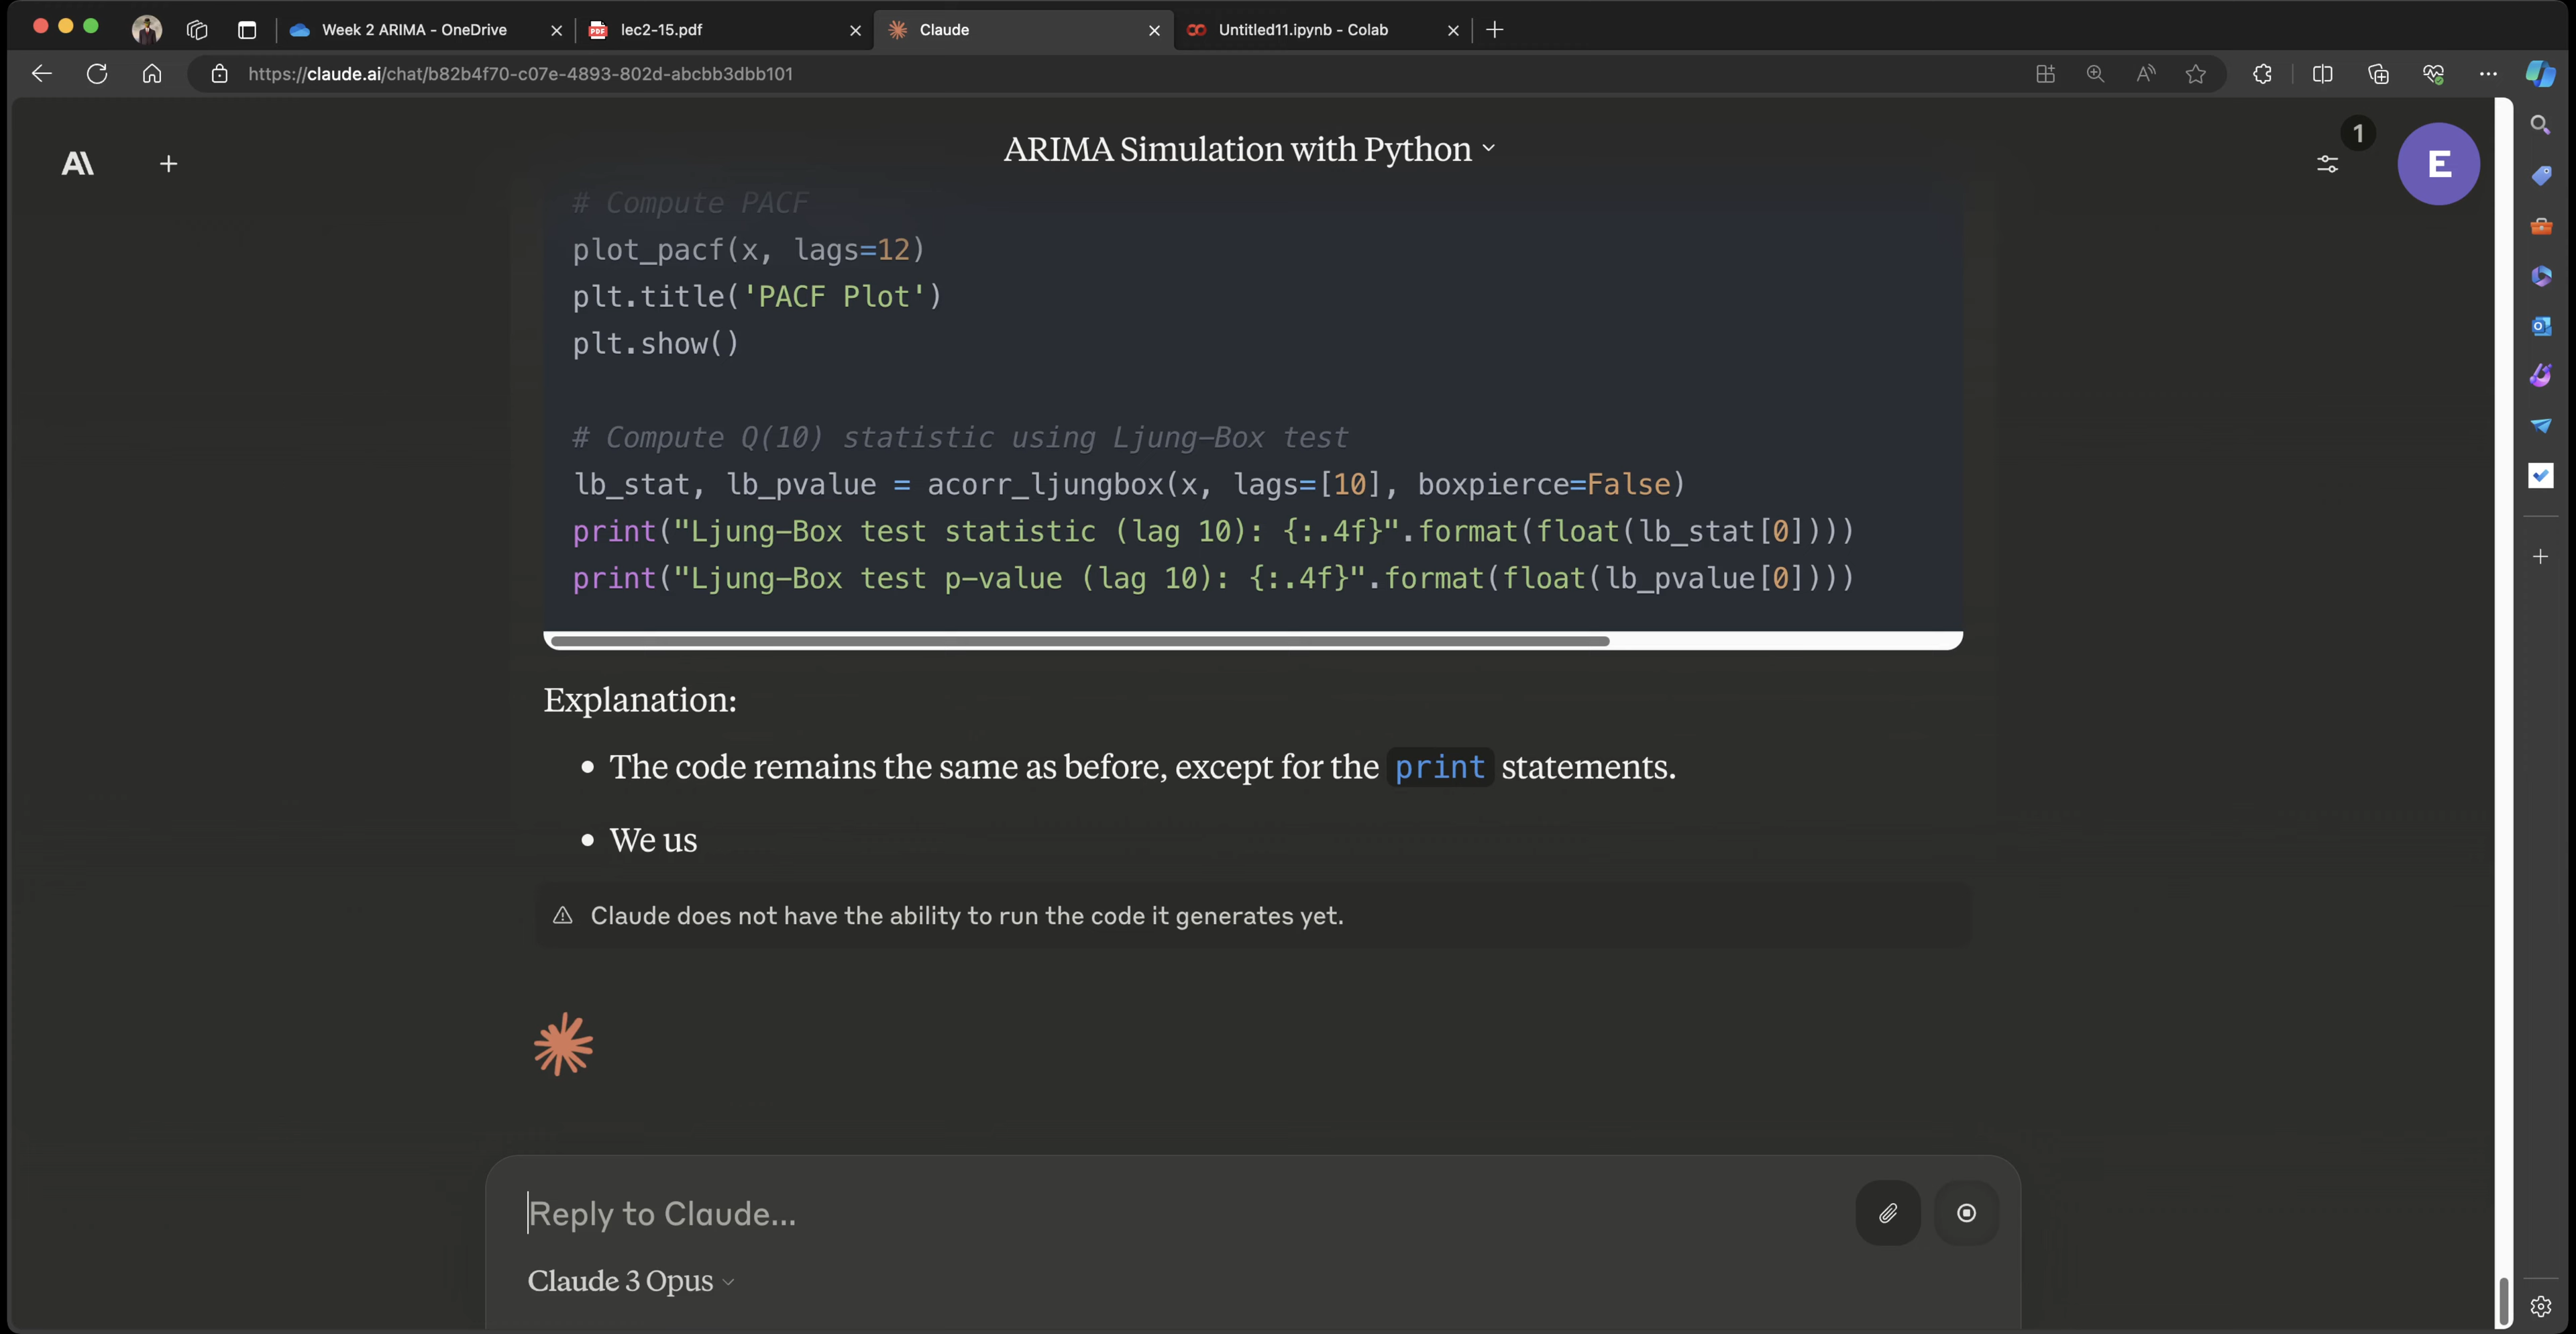 Week 2 ARIMA - OneDrive
lec2-15.pdf
Claude
Untitled11.ipynb - Colab
https://claude.ai/chat/b82b4f70-c07e-4893-802d-abcbb3dbb101
ARIMA Simulation with Python
1
E
# Compute PACF
plot_pacf(x, lags=12)
plt.title('PACF Plot')
plt.show()
# Compute Q(10) statistic using Ljung-Box test
lb_stat, lb_pvalue = acorr_ljungbox(x, lags=[10], boxpierce=False)
print("Ljung-Box test statistic (lag 10): {:.4f}".format(float(lb_stat[0])))
print("Ljung-Box test p-value (lag 10): {:.4f}".format(float(lb_pvalue[0])))
Explanation:
• The code remains the same as before, except for the print statements.
• We us
Claude does not have the ability to run the code it generates yet.
Reply to Claude...
Claude 3 Opus